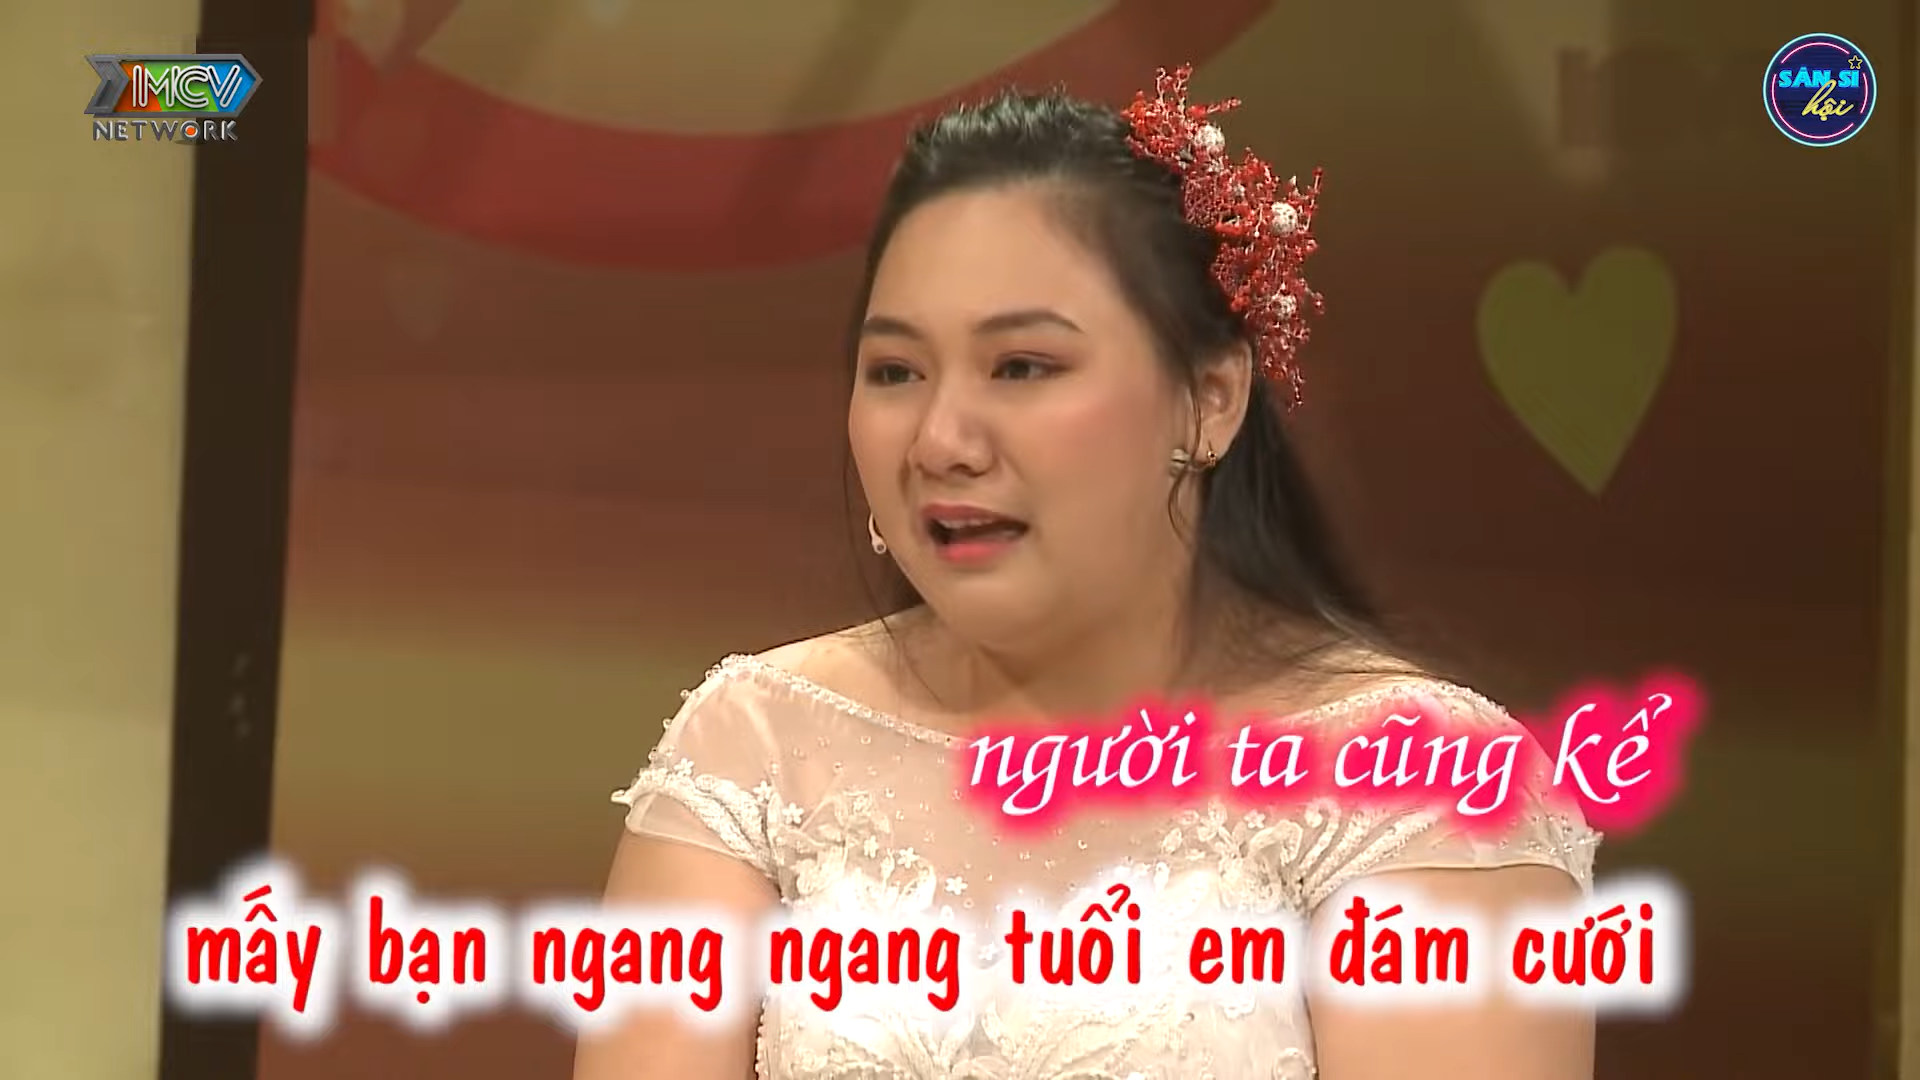 MCV
NETWORK
SÂN SI
hội
người ta cũng kể
mấy bạn ngang ngang tuổi em đám cưới